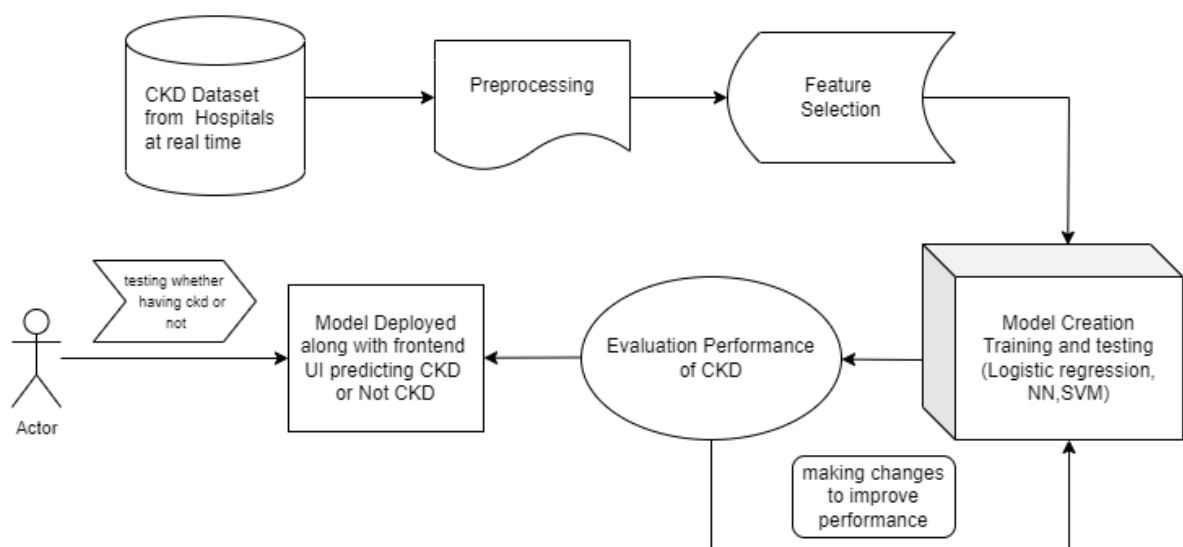 CKD Dataset
from Hospitals
at real time
Preprocessing
Feature
Selection
testing whether
having ckd or
not
Actor
Model Deployed
along with frontend
UI predicting CKD
or Not CKD
Evaluation Performance
of CKD
Model Creation
Training and testing
(Logistic regression,
NN,SVM)
making changes
to improve
performance